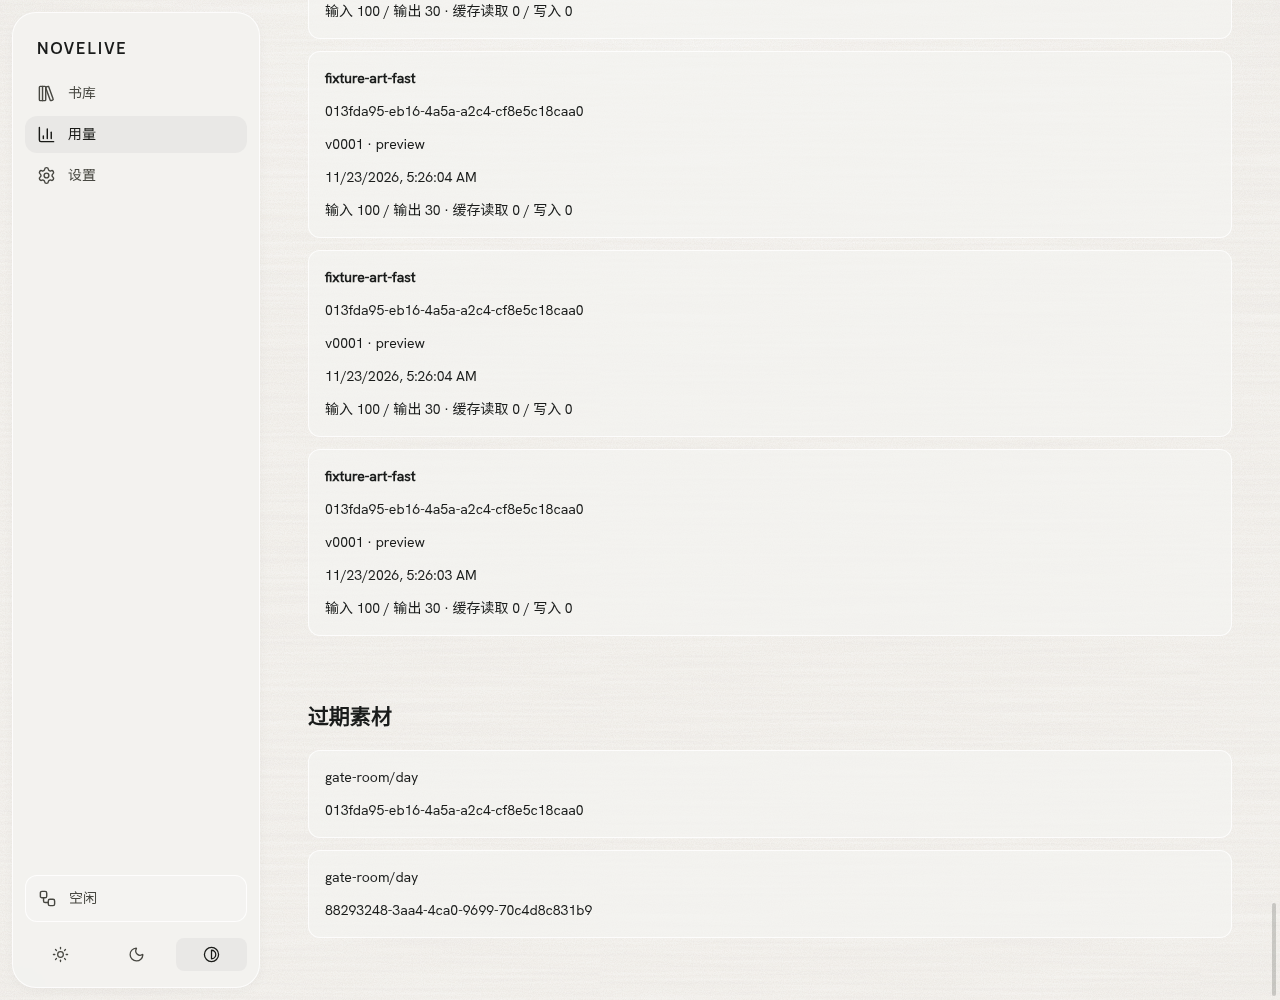 NOVELIVE
书库
用量
设置
空闲
输入 100 / 输出 30 · 缓存读取 0 / 写入 0
fixture-art-fast
013fda95-eb16-4a5a-a2c4-cf8e5c18caa0
v0001 · preview
11/23/2026, 5:26:04 AM
输入 100 / 输出 30 · 缓存读取 0 / 写入 0
fixture-art-fast
013fda95-eb16-4a5a-a2c4-cf8e5c18caa0
v0001 · preview
11/23/2026, 5:26:04 AM
输入 100 / 输出 30 · 缓存读取 0 / 写入 0
fixture-art-fast
013fda95-eb16-4a5a-a2c4-cf8e5c18caa0
v0001 · preview
11/23/2026, 5:26:03 AM
输入 100 / 输出 30 · 缓存读取 0 / 写入 0
过期素材
gate-room/day
013fda95-eb16-4a5a-a2c4-cf8e5c18caa0
gate-room/day
88293248-3aa4-4ca0-9699-70c4d8c831b9